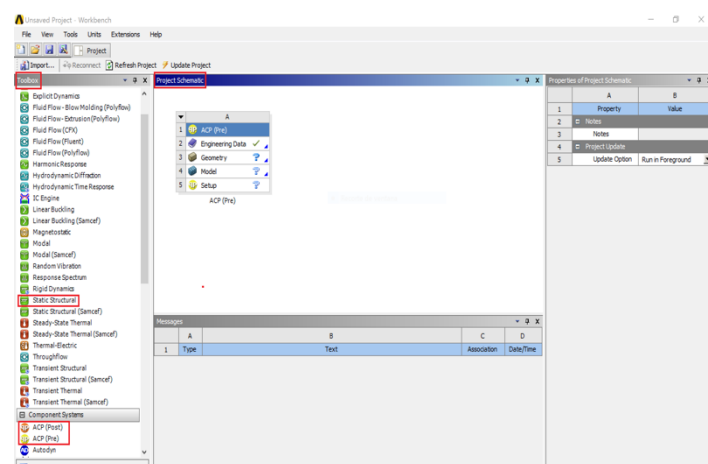 Unsaved Project - Workbench
File View Tools Units Extensions Help
Project
Import... Reconnect Refresh Project Update Project
Toolbox
Explicit Dynamics
Fluid Flow - Blow Molding (Polyflow)
Fluid Flow - Extrusion (Polyflow)
Fluid Flow (CFX)
Fluid Flow (Fluent)
Fluid Flow (Polyflow)
Harmonic Response
Hydrodynamic Diffraction
Hydrodynamic Time Response
IC Engine
Linear Buckling
Linear Buckling (Samcef)
Magnetostatic
Modal
Modal (Samcef)
Random Vibration
Response Spectrum
Rigid Dynamics
Static Structural
Static Structural (Samcef)
Steady-State Thermal
Steady-State Thermal (Samcef)
Thermal-Electric
Throughflow
Transient Structural
Transient Structural (Samcef)
Transient Thermal
Transient Thermal (Samcef)
Component Systems
ACP (Post)
ACP (Pre)
Autodyn
Project Schematic
A
1 ACP (Pre)
2 Engineering Data
3 Geometry ?
4 Model ?
5 Setup ?
ACP (Pre)
Messages
A B C D
1 Type Text Association Date/Time
Properties of Project Schematic
A B
1 Property Value
2 Notes
3 Notes
4 Project Update
5 Update Option Run in Foreground